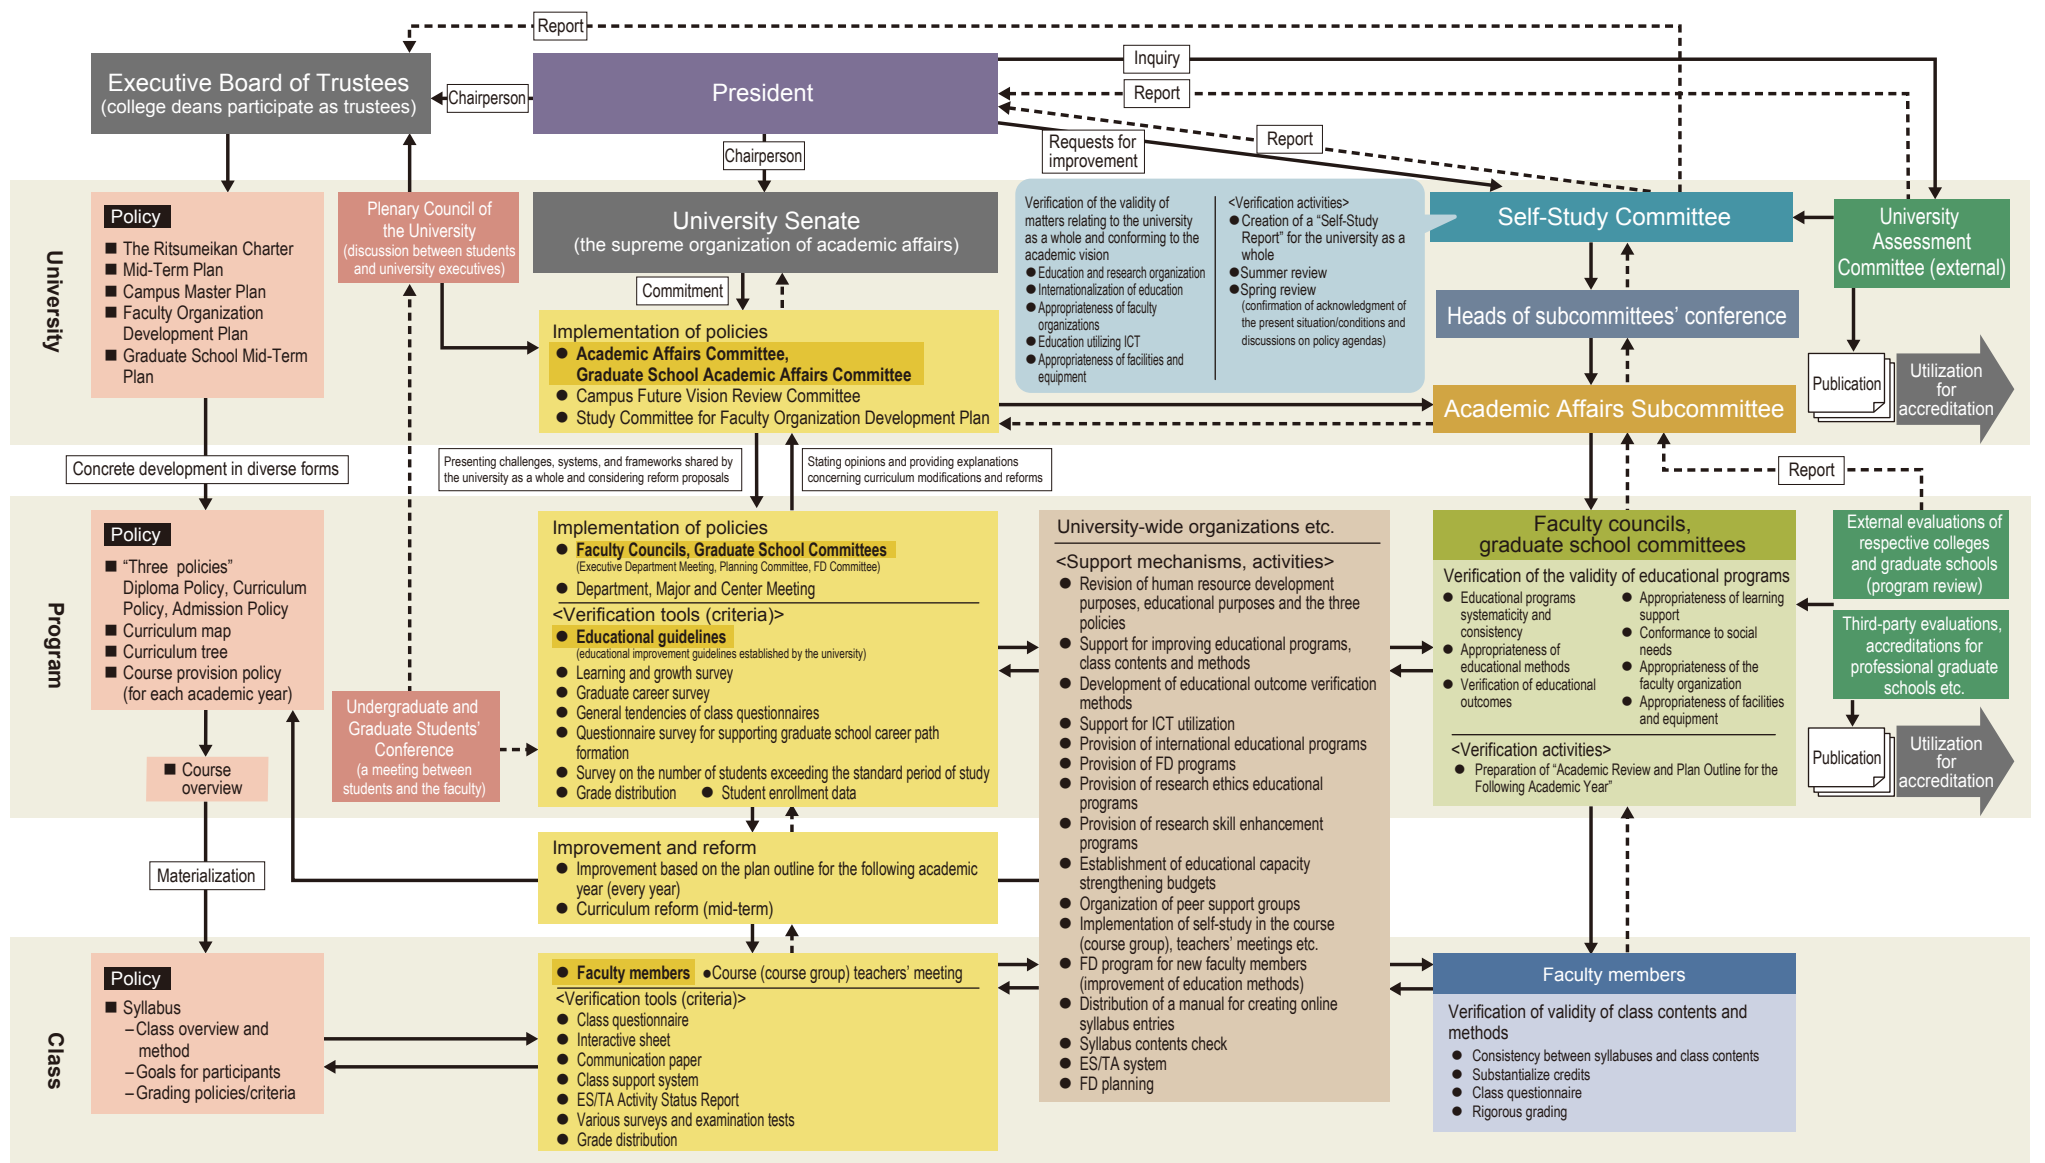 Report
Executive Board of Trustees
(college deans participate as trustees)
Chairperson
President
Inquiry
Report
Chairperson
Requests for
improvement
Report
University
Policy
■ The Ritsumeikan Charter
■ Mid-Term Plan
■ Campus Master Plan
■ Faculty Organization
Development Plan
■ Graduate School Mid-Term
Plan
Plenary Council of
the University
(discussion between students
and university executives)
University Senate
(the supreme organization of academic affairs)
Commitment
Implementation of policies
● Academic Affairs Committee,
Graduate School Academic Affairs Committee
● Campus Future Vision Review Committee
● Study Committee for Faculty Organization Development Plan
Verification of the validity of
matters relating to the university
as a whole and conforming to the
academic vision
● Education and research organization
● Internationalization of education
● Appropriateness of faculty
organizations
● Education utilizing ICT
● Appropriateness of facilities and
equipment
<Verification activities>
● Creation of a “Self-Study
Report” for the university as a
whole
● Summer review
● Spring review
(confirmation of acknowledgment of
the present situation/conditions and
discussions on policy agendas)
Self-Study Committee
Heads of subcommittees’ conference
Academic Affairs Subcommittee
University
Assessment
Committee (external)
Publication
Utilization
for
accreditation
Concrete development in diverse forms
Presenting challenges, systems, and frameworks shared by
the university as a whole and considering reform proposals
Stating opinions and providing explanations
concerning curriculum modifications and reforms
Report
Program
Policy
■ “Three policies”
Diploma Policy, Curriculum
Policy, Admission Policy
■ Curriculum map
■ Curriculum tree
■ Course provision policy
(for each academic year)
■ Course
overview
Undergraduate and
Graduate Students’
Conference
(a meeting between
students and the faculty)
Implementation of policies
● Faculty Councils, Graduate School Committees
(Executive Department Meeting, Planning Committee, FD Committee)
● Department, Major and Center Meeting
<Verification tools (criteria)>
● Educational guidelines
(educational improvement guidelines established by the university)
● Learning and growth survey
● Graduate career survey
● General tendencies of class questionnaires
● Questionnaire survey for supporting graduate school career path
formation
● Survey on the number of students exceeding the standard period of study
● Grade distribution ● Student enrollment data
Improvement and reform
● Improvement based on the plan outline for the following academic
year (every year)
● Curriculum reform (mid-term)
University-wide organizations etc.
<Support mechanisms, activities>
● Revision of human resource development
purposes, educational purposes and the three
policies
● Support for improving educational programs,
class contents and methods
● Development of educational outcome verification
methods
● Support for ICT utilization
● Provision of international educational programs
● Provision of FD programs
● Provision of research ethics educational
programs
● Provision of research skill enhancement
programs
● Establishment of educational capacity
strengthening budgets
● Organization of peer support groups
● Implementation of self-study in the course
(course group), teachers’ meetings etc.
● FD program for new faculty members
(improvement of education methods)
● Distribution of a manual for creating online
syllabus entries
● Syllabus contents check
● ES/TA system
● FD planning
Faculty councils,
graduate school committees
Verification of the validity of educational programs
● Educational programs
systematicity and
consistency
● Appropriateness of
educational methods
● Verification of educational
outcomes
● Appropriateness of learning
support
● Conformance to social
needs
● Appropriateness of the
faculty organization
● Appropriateness of facilities
and equipment
<Verification activities>
● Preparation of “Academic Review and Plan Outline for the
Following Academic Year”
External evaluations of
respective colleges
and graduate schools
(program review)
Third-party evaluations,
accreditations for
professional graduate
schools etc.
Publication
Utilization
for
accreditation
Materialization
Class
Policy
■ Syllabus
–Class overview and
method
–Goals for participants
–Grading policies/criteria
● Faculty members ●Course (course group) teachers’ meeting
<Verification tools (criteria)>
● Class questionnaire
● Interactive sheet
● Communication paper
● Class support system
● ES/TA Activity Status Report
● Various surveys and examination tests
● Grade distribution
Faculty members
Verification of validity of class contents and
methods
● Consistency between syllabuses and class contents
● Substantialize credits
● Class questionnaire
● Rigorous grading